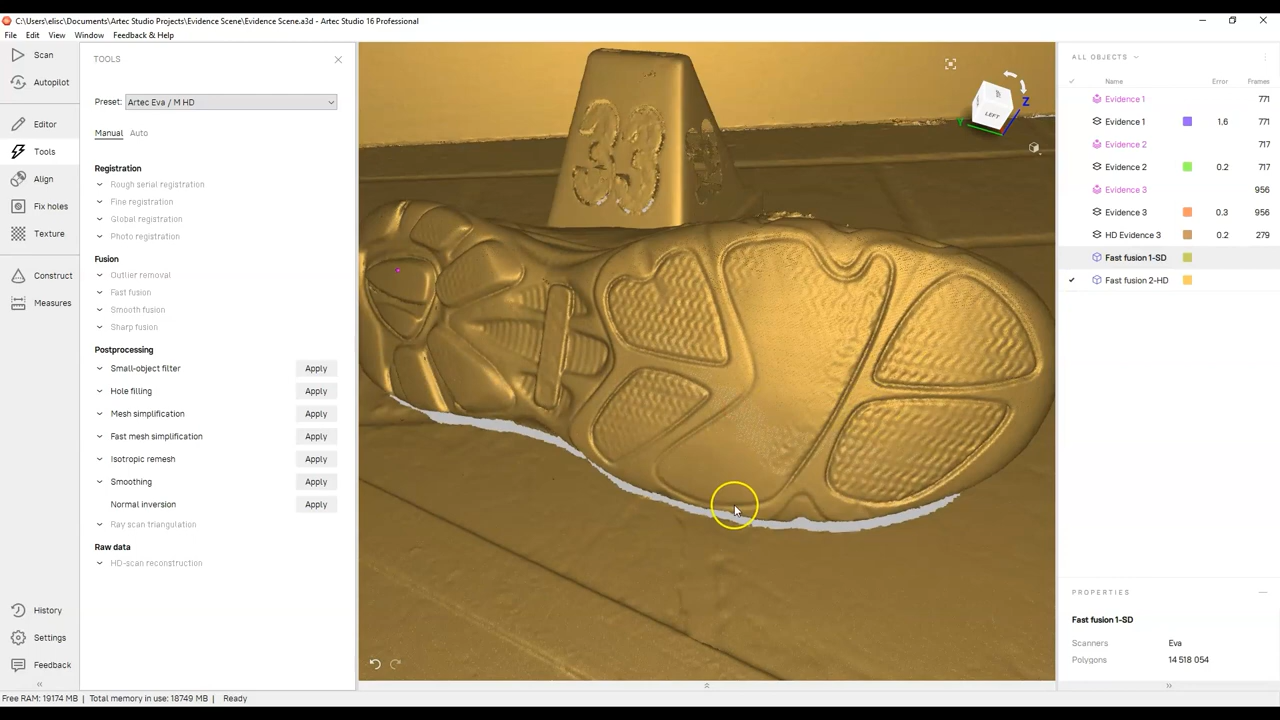 C:\Users\elisc\Documents\Artec Studio Projects\Evidence Scene\Evidence Scene.a3d - Artec Studio 16 Professional
File Edit View Window Feedback & Help
Scan
Autopilot
Editor
Tools
Align
Fix holes
Texture
Construct
Measures
History
Settings
Feedback
TOOLS
Preset: Artec Eva / M HD
Manual Auto
Registration
Rough serial registration
Fine registration
Global registration
Photo registration
Fusion
Outlier removal
Fast fusion
Smooth fusion
Sharp fusion
Postprocessing
Small-object filter Apply
Hole filling Apply
Mesh simplification Apply
Fast mesh simplification Apply
Isotropic remesh Apply
Smoothing Apply
Normal inversion Apply
Ray scan triangulation
Raw data
HD-scan reconstruction
33
LEFT
Y
Z
ALL OBJECTS
Name Error Frames
Evidence 1 771
Evidence 1 1.6 771
Evidence 2 717
Evidence 2 0.2 717
Evidence 3 956
Evidence 3 0.3 956
HD Evidence 3 0.2 279
Fast fusion 1-SD
Fast fusion 2-HD
PROPERTIES
Fast fusion 1-SD
Scanners Eva
Polygons 14 518 054
Free RAM: 19174 MB | Total memory in use: 18749 MB | Ready